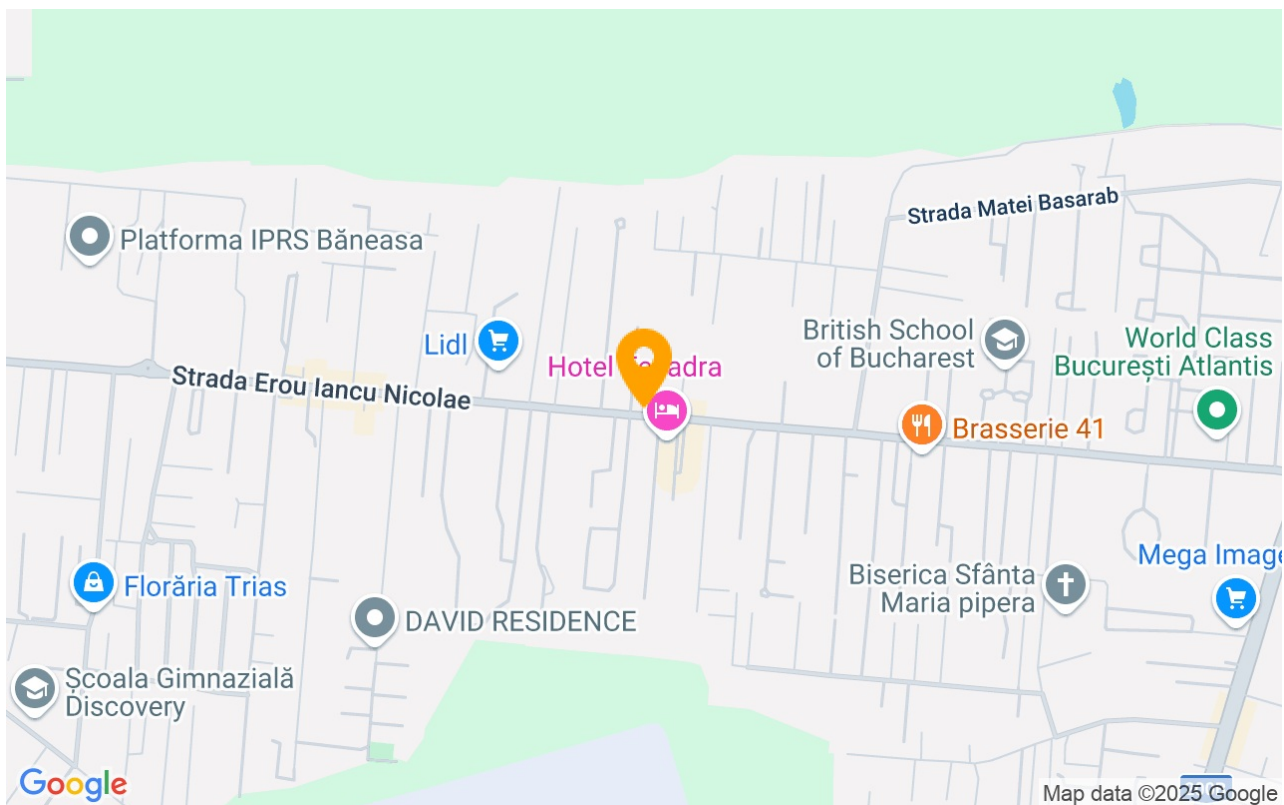 Strada Matei Basarab
Platforma IPRS Băneasa
British School
of Bucharest
World Class
București Atlantis
Lidl
Hotel
Strada Erou Iancu Nicolae
Brasserie 41
Biserica Sfânta
Maria pipera
Mega Image
Florăria Trias
DAVID RESIDENCE
Școala Gimnazială
Discovery
Google
Map data ©2025 Google